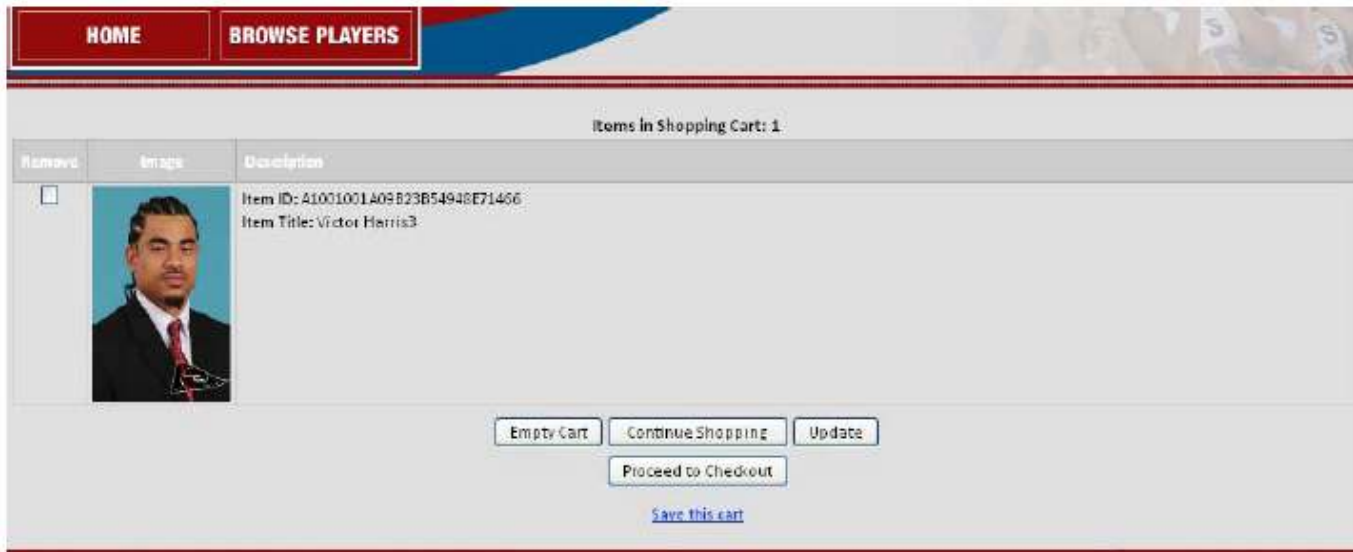 HOME BROWSE PLAYERS
Items in Shopping Cart: 1
Remove Image Description
Item ID: A1001001A09B23B54948E71466
Item Title: Victor Harris3
Empty Cart Continue Shopping Update
Proceed to Checkout
Save this cart